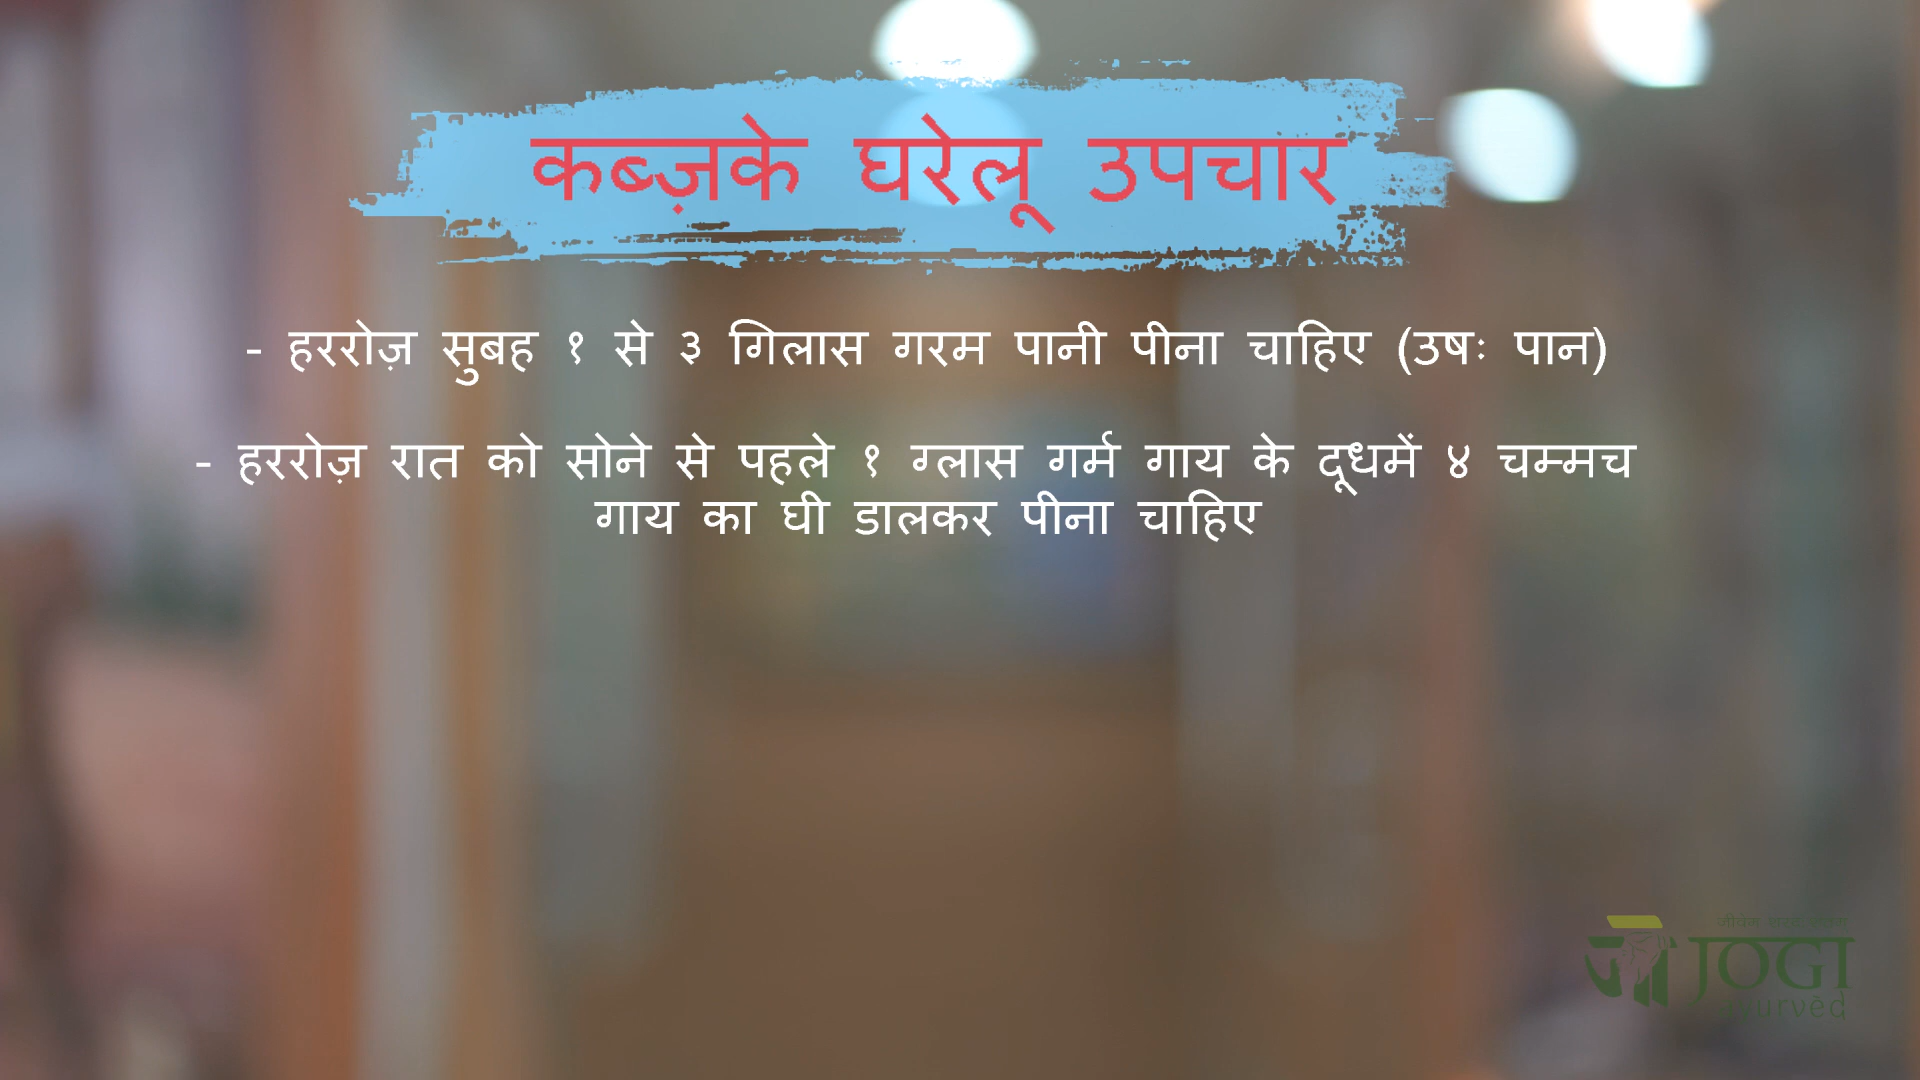 कब्ज़के घरेलू उपचार
- हररोज़ सुबह १ से ३ गिलास गरम पानी पीना चाहिए (उषः पान)
- हररोज़ रात को सोने से पहले १ ग्लास गर्म गाय के दूधमें ४ चम्मच
गाय का घी डालकर पीना चाहिए
JOGI
ayurvēd